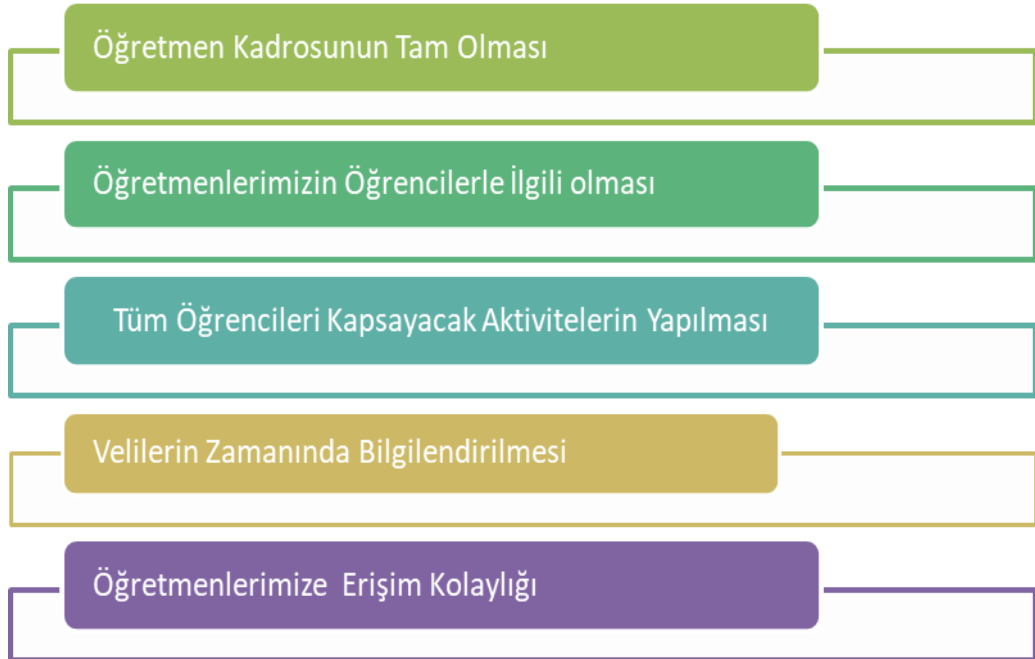 Öğretmen Kadrosunun Tam Olması
Öğretmenlerimizin Öğrencilerle İlgili olması
Tüm Öğrencileri Kapsayacak Aktivitelerin Yapılması
Velilerin Zamanında Bilgilendirilmesi
Öğretmenlerimize Erişim Kolaylığı